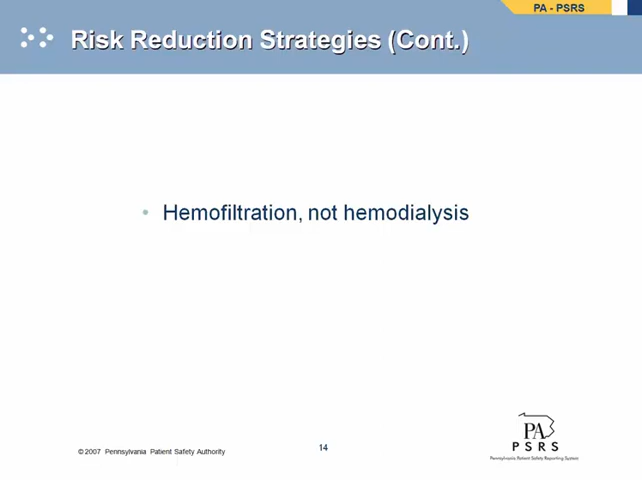 PA - PSRS
Risk Reduction Strategies (Cont.)
• Hemofiltration, not hemodialysis
©2007 Pennsylvania Patient Safety Authority
14
PA
PSRS
Pennsylvania Patient Safety Reporting System